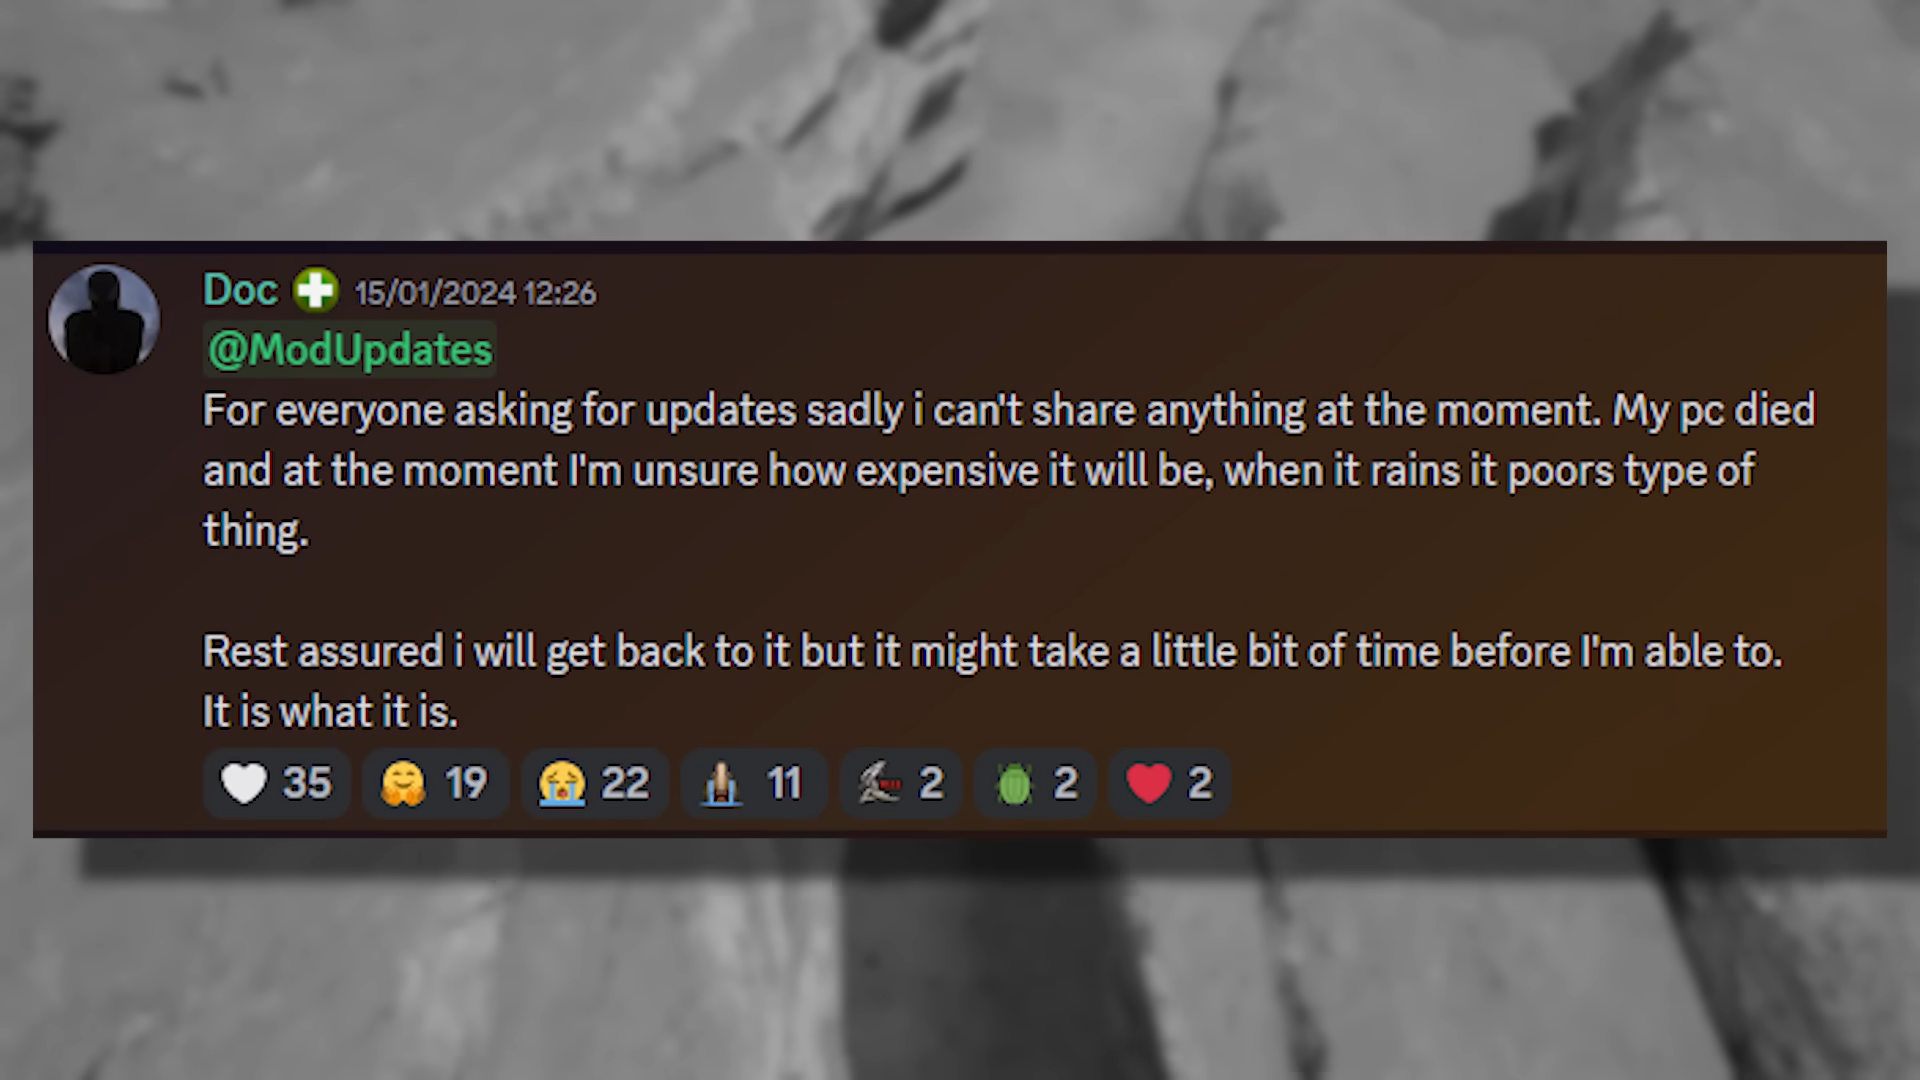 Doc 15/01/2024 12:26
@ModUpdates
For everyone asking for updates sadly i can't share anything at the moment. My pc died
and at the moment I'm unsure how expensive it will be, when it rains it poors type of
thing.
Rest assured i will get back to it but it might take a little bit of time before I'm able to.
It is what it is.
35 19 22 11 2 2 2